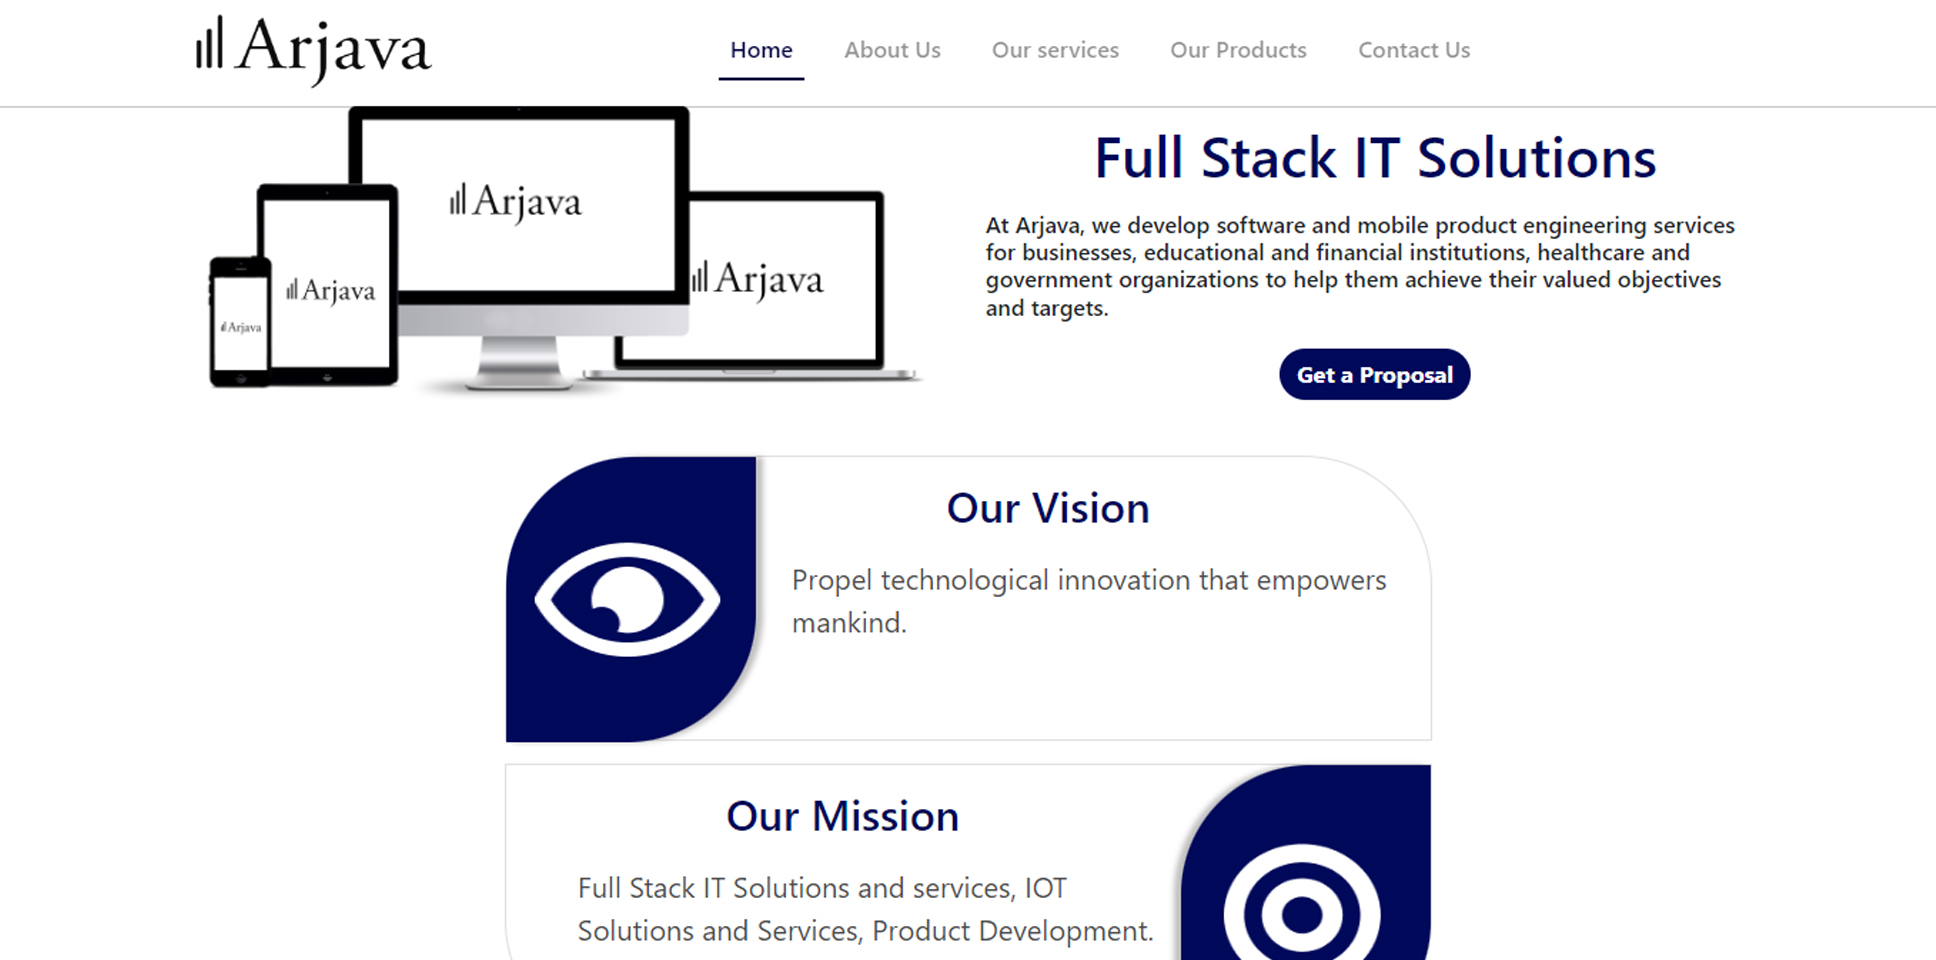 Arjava
Home About Us Our services Our Products Contact Us
Arjava
Arjava
Arjava
Arjava
Full Stack IT Solutions
At Arjava, we develop software and mobile product engineering services
for businesses, educational and financial institutions, healthcare and
government organizations to help them achieve their valued objectives
and targets.
Get a Proposal
Our Vision
Propel technological innovation that empowers
mankind.
Our Mission
Full Stack IT Solutions and services, IOT
Solutions and Services, Product Development.